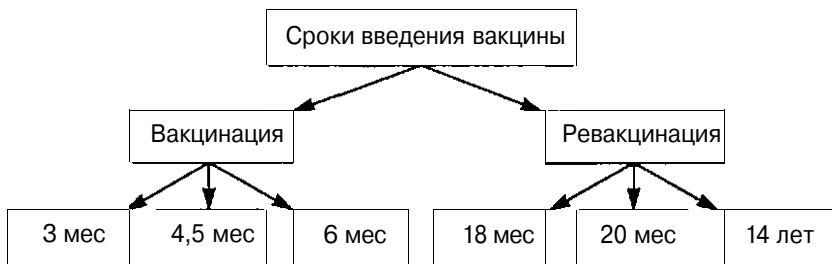 Сроки введения вакцины
Вакцинация
Ревакцинация
3 мес
4,5 мес
6 мес
18 мес
20 мес
14 лет